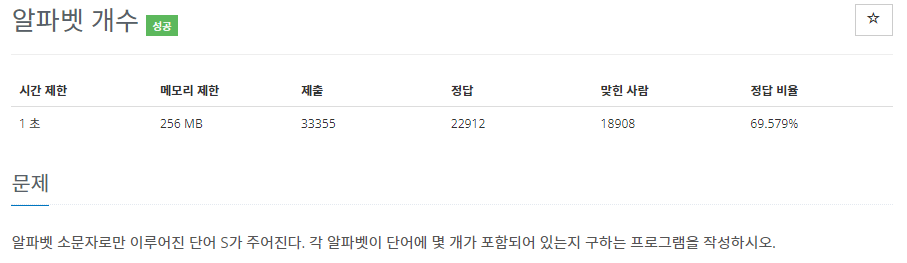 알파벳 개수 성공
☆
시간 제한 메모리 제한 제출 정답 맞힌 사람 정답 비율
1 초 256 MB 33355 22912 18908 69.579%
문제
알파벳 소문자로만 이루어진 단어 S가 주어진다. 각 알파벳이 단어에 몇 개가 포함되어 있는지 구하는 프로그램을 작성하시오.